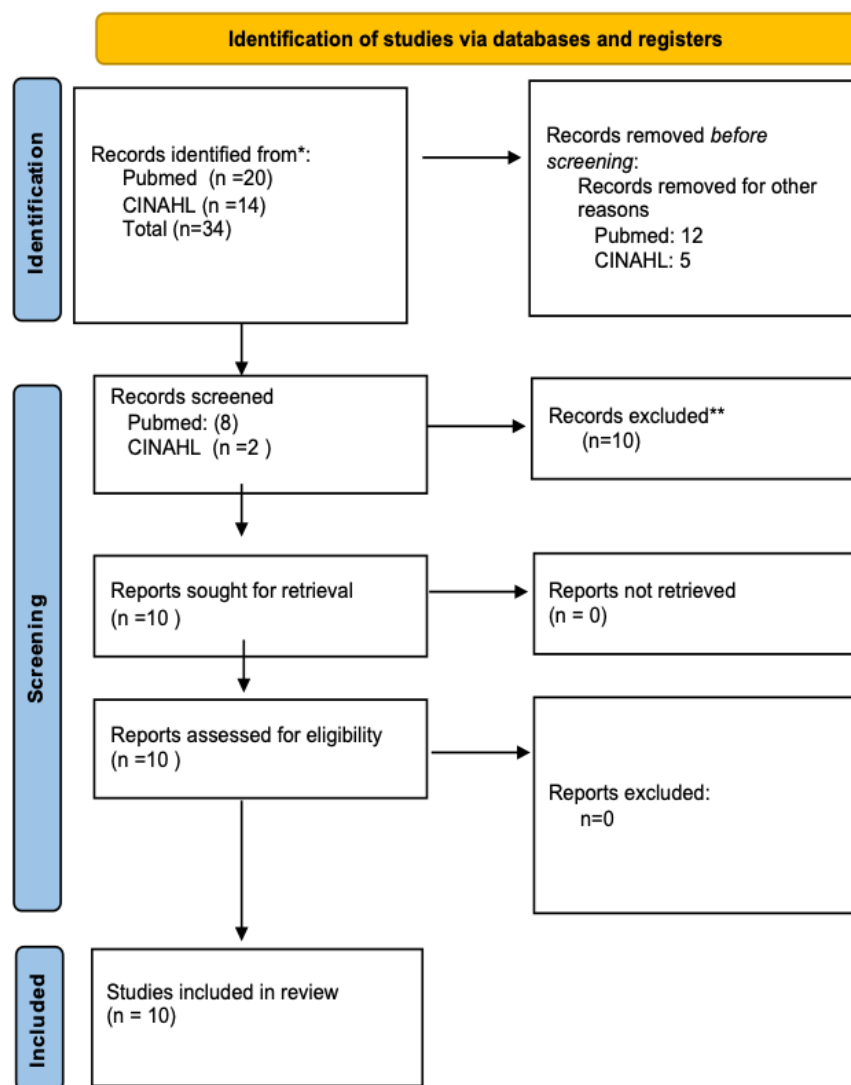 Identification of studies via databases and registers
Identification
Records identified from*:
Pubmed (n =20)
CINAHL (n =14)
Total (n=34)
Records removed before
screening:
Records removed for other
reasons
Pubmed: 12
CINAHL: 5
Screening
Records screened
Pubmed: (8)
CINAHL (n =2 )
Records excluded**
(n=10)
Reports sought for retrieval
(n =10 )
Reports not retrieved
(n = 0)
Reports assessed for eligibility
(n =10 )
Reports excluded:
n=0
Included
Studies included in review
(n = 10)